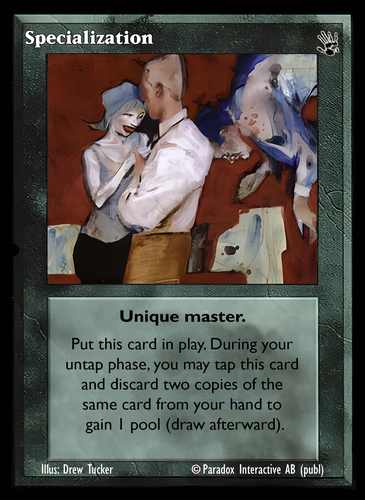 Specialization
Unique master.
Put this card in play. During your
untap phase, you may tap this card
and discard two copies of the
same card from your hand to
gain 1 pool (draw afterward).
Illus: Drew Tucker
© Paradox Interactive AB (publ)